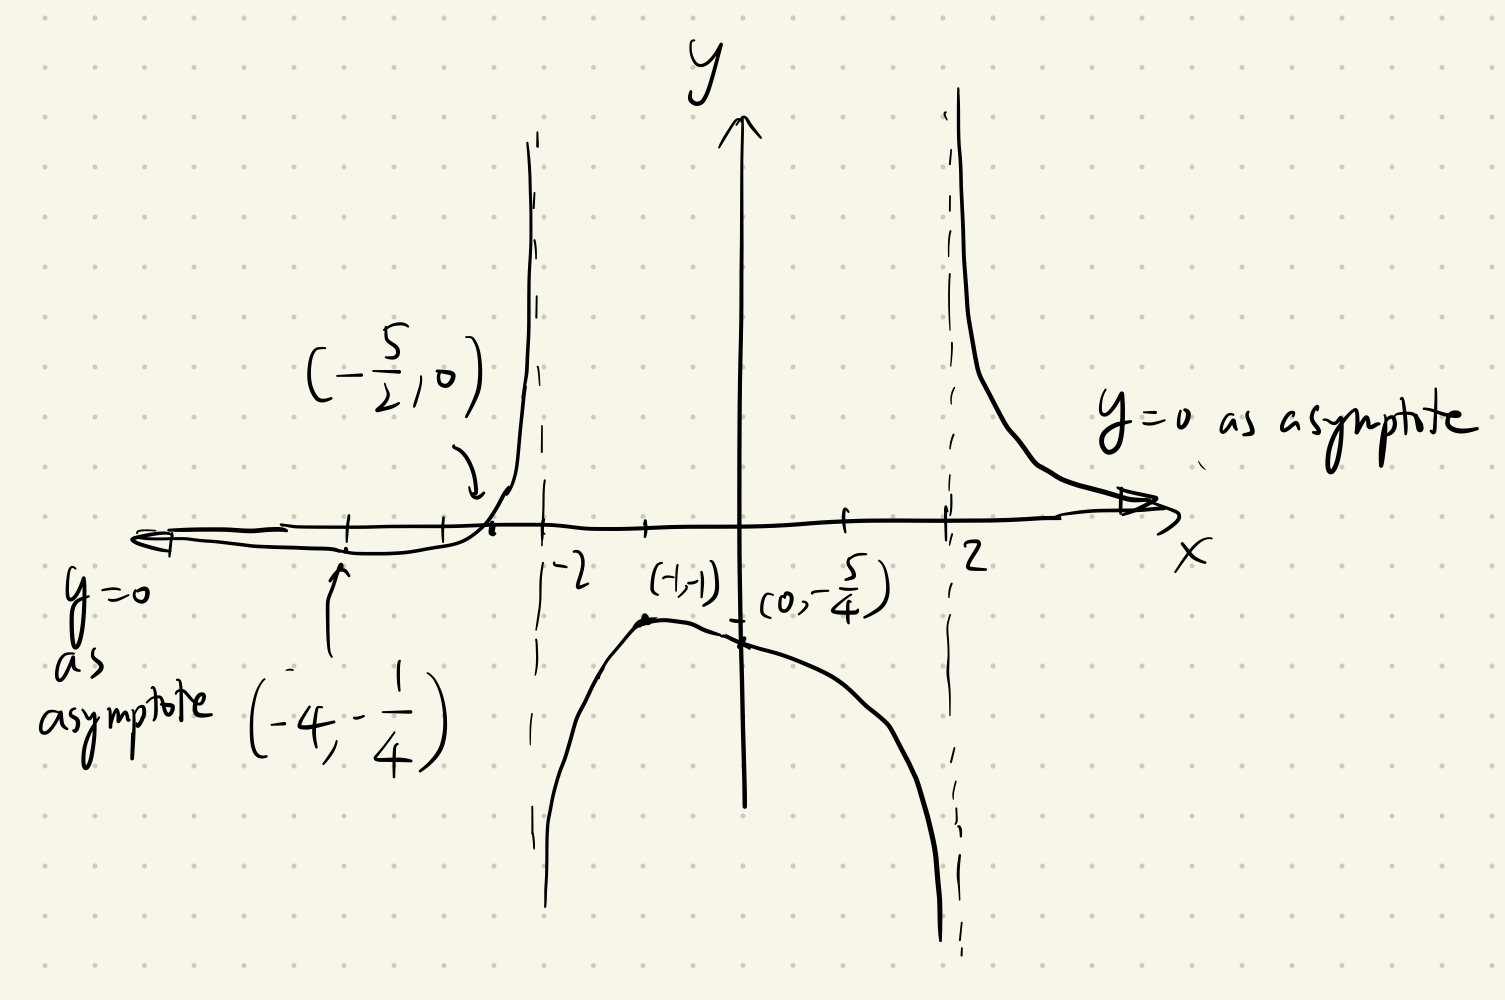 y
(-5/2, 0)
y=0 as asymptote
-2
(-1,-1)
(0,-5/4)
2
x
y=0
as
asymptote
(-4,-1/4)